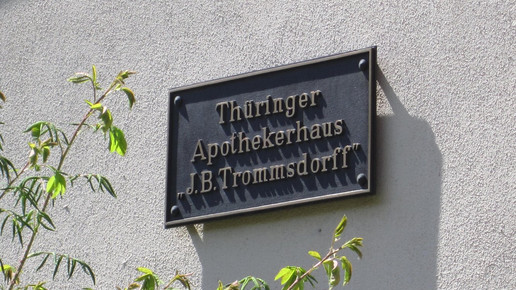 Thüringer
Apothekerhaus
„J.B. Trommsdorff"